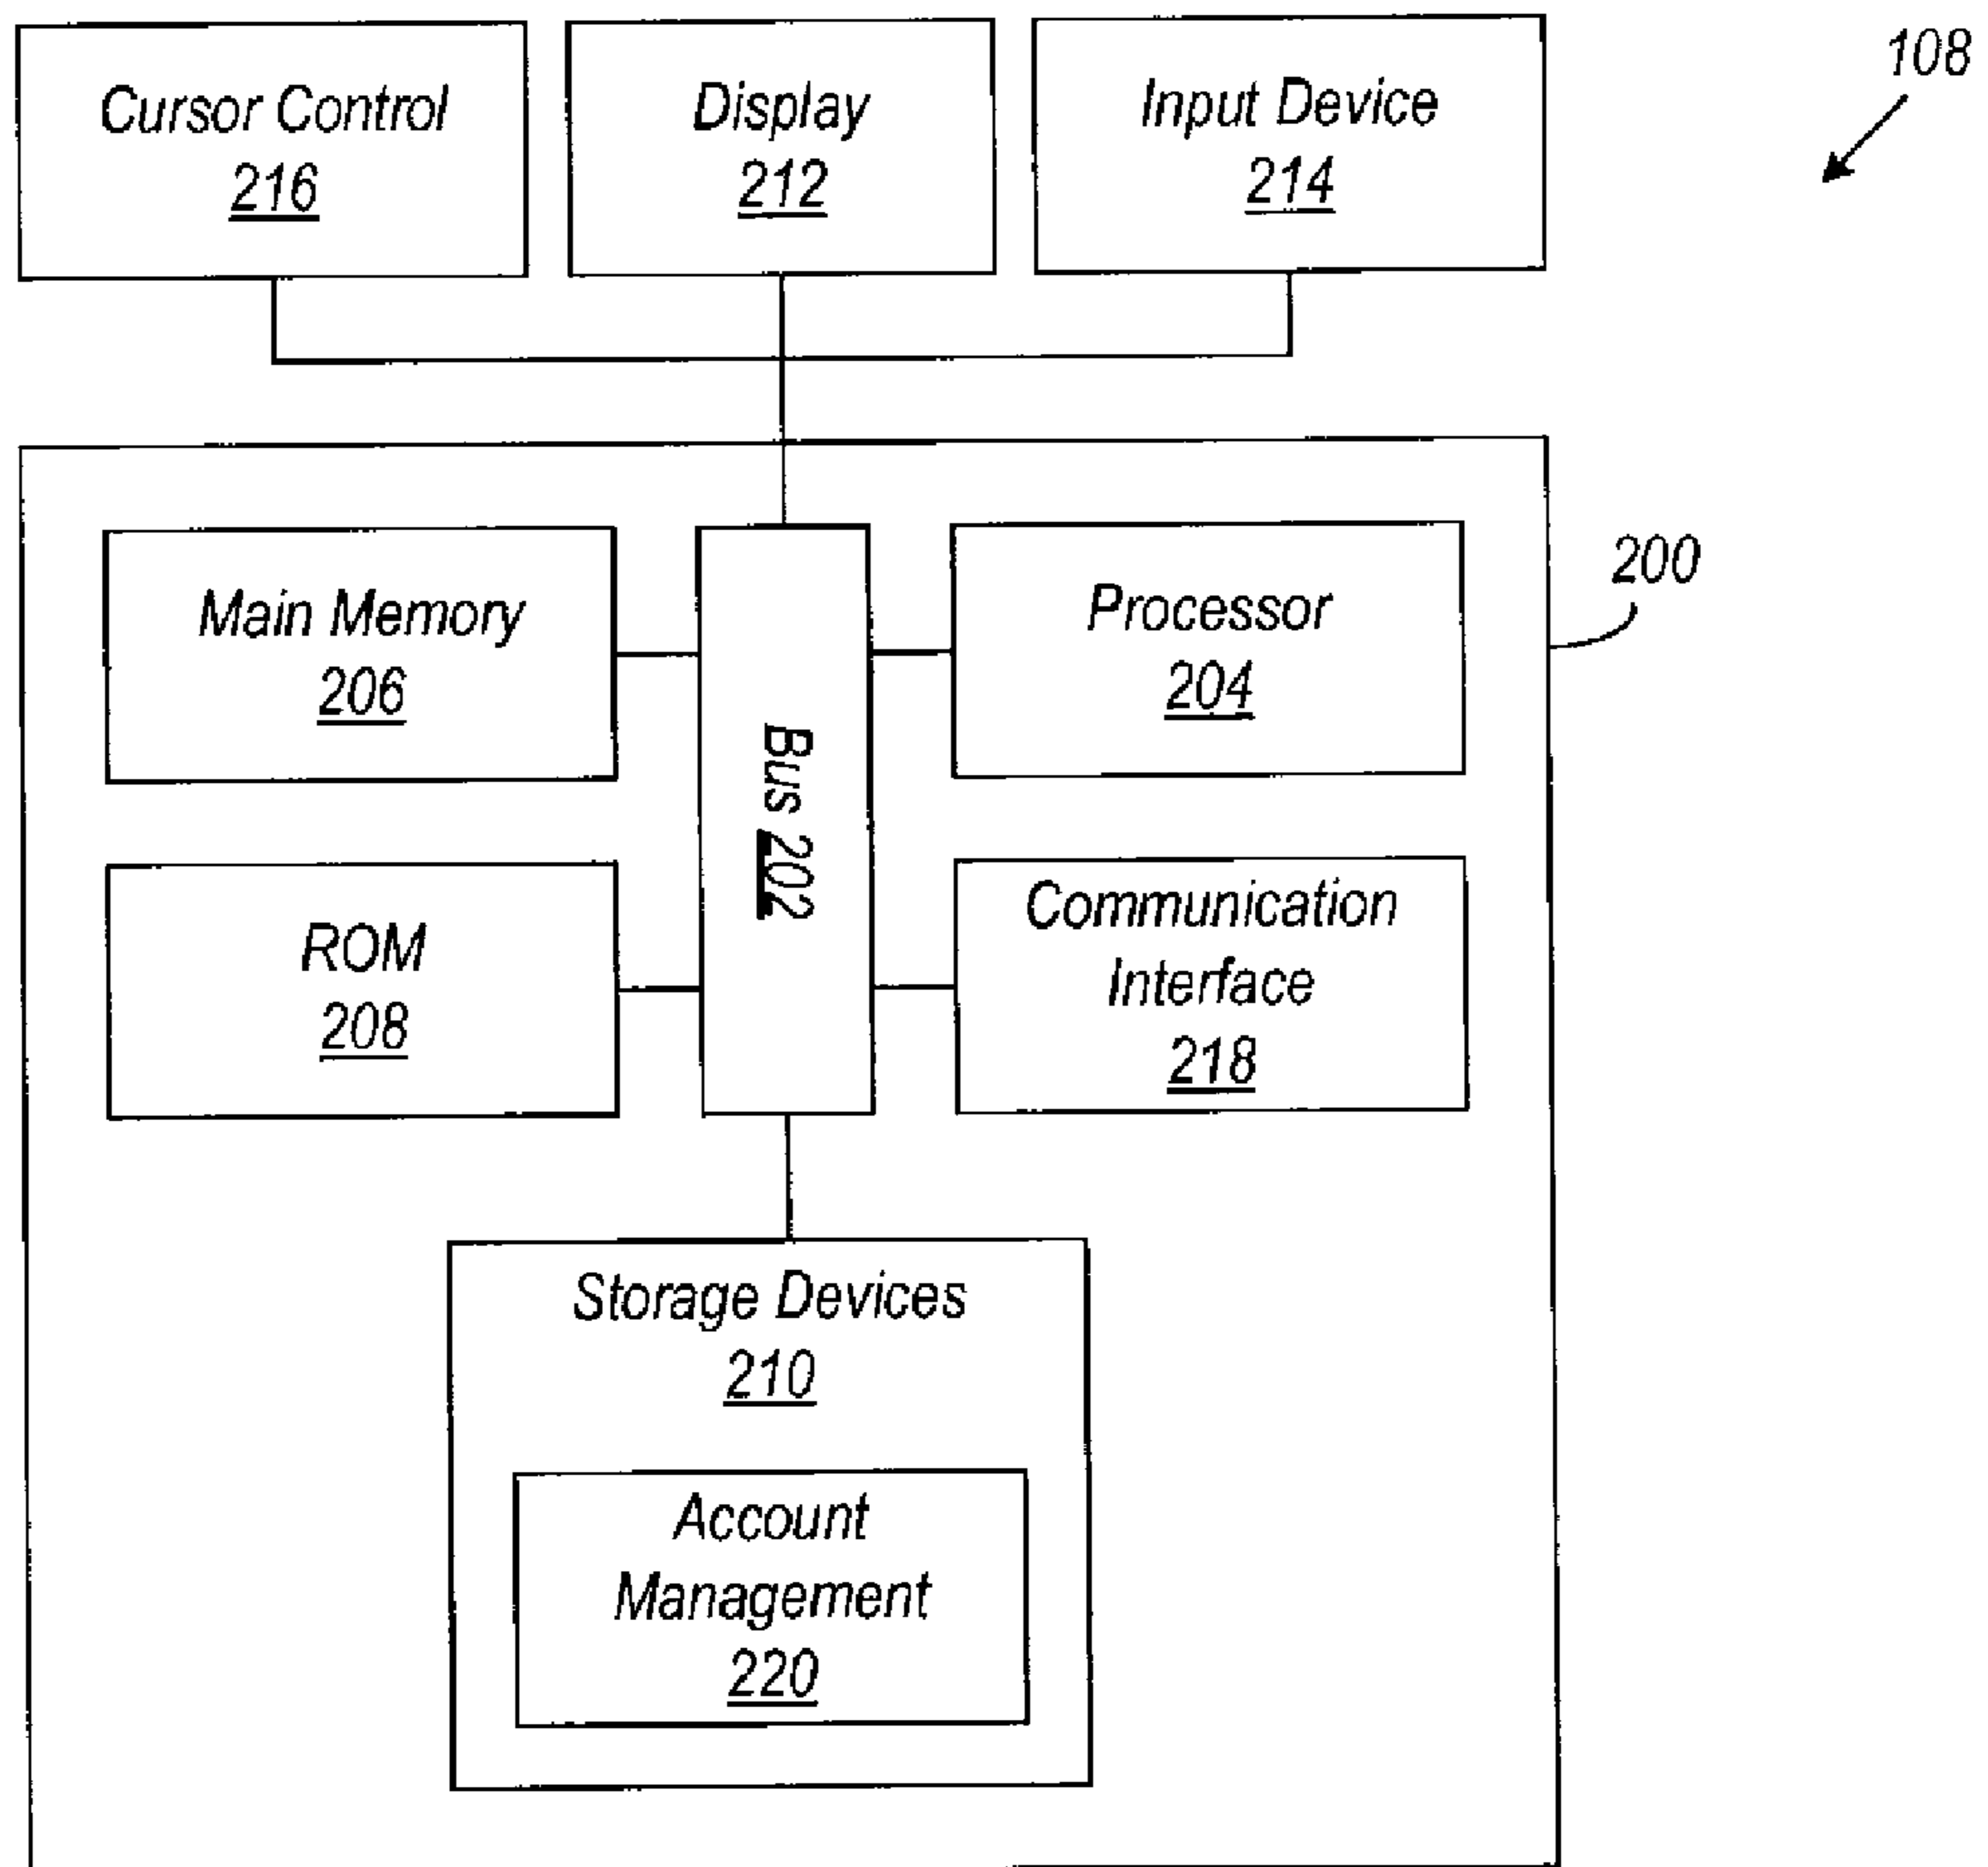 Cursor Control
216
Display
212
Input Device
214
108
Main Memory
206
Bus 202
Processor
204
200
ROM
208
Communication
Interface
218
Storage Devices
210
Account
Management
220